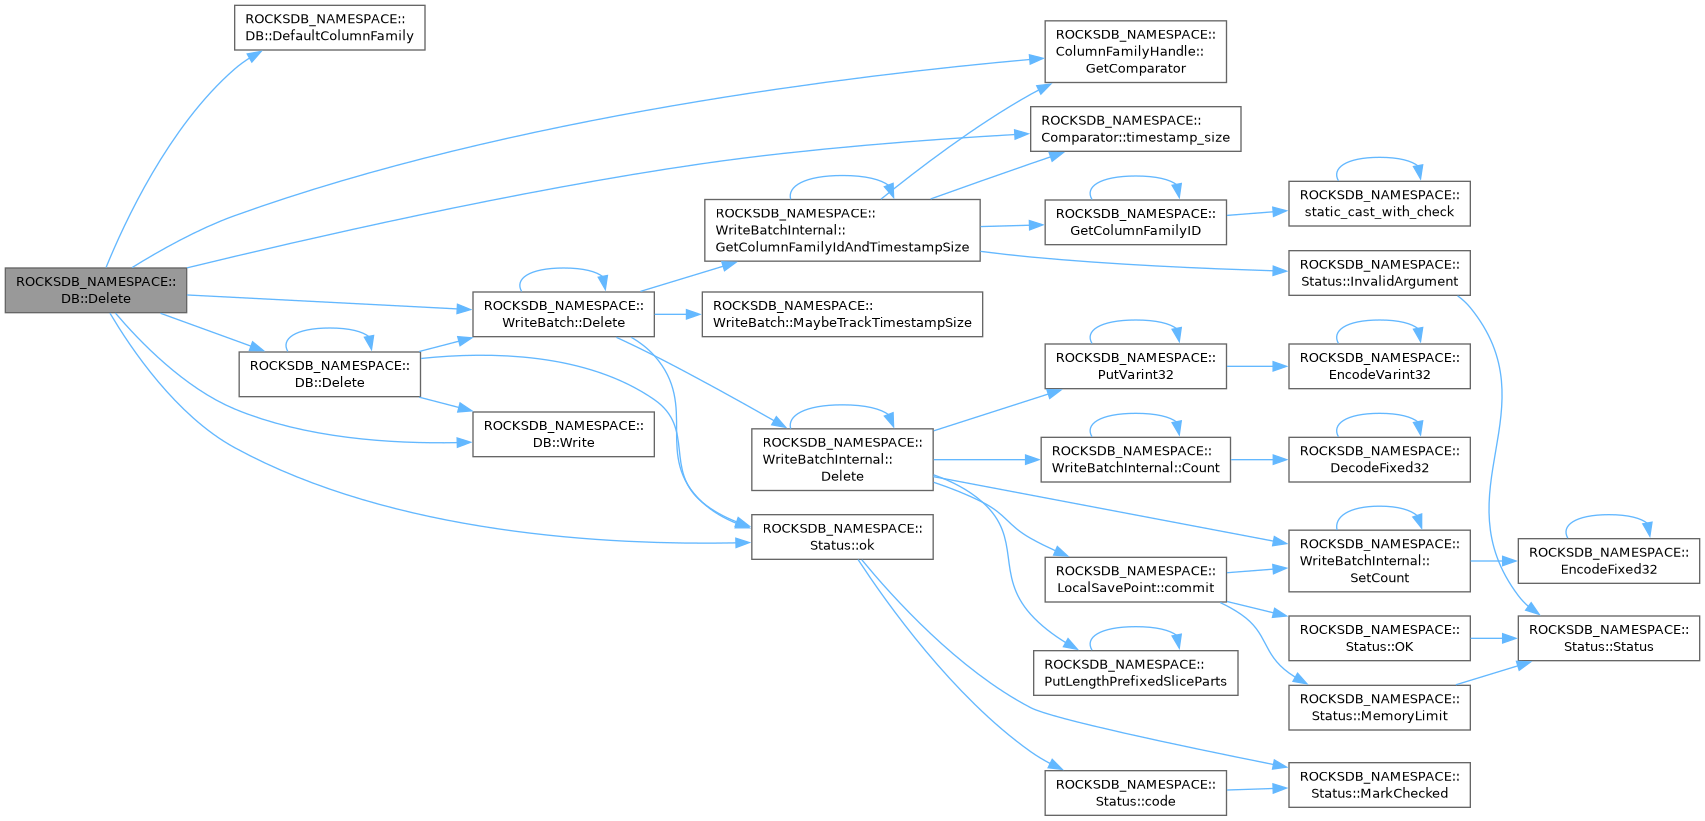 ROCKSDB_NAMESPACE::
DB::DefaultColumnFamily
ROCKSDB_NAMESPACE::
ColumnFamilyHandle::
GetComparator
ROCKSDB_NAMESPACE::
Comparator::timestamp_size
ROCKSDB_NAMESPACE::
static_cast_with_check
ROCKSDB_NAMESPACE::
WriteBatchInternal::
GetColumnFamilyIdAndTimestampSize
ROCKSDB_NAMESPACE::
GetColumnFamilyID
ROCKSDB_NAMESPACE::
Status::InvalidArgument
ROCKSDB_NAMESPACE::
DB::Delete
ROCKSDB_NAMESPACE::
WriteBatch::Delete
ROCKSDB_NAMESPACE::
WriteBatch::MaybeTrackTimestampSize
ROCKSDB_NAMESPACE::
DB::Delete
ROCKSDB_NAMESPACE::
PutVarint32
ROCKSDB_NAMESPACE::
EncodeVarint32
ROCKSDB_NAMESPACE::
DB::Write
ROCKSDB_NAMESPACE::
WriteBatchInternal::
Delete
ROCKSDB_NAMESPACE::
WriteBatchInternal::Count
ROCKSDB_NAMESPACE::
DecodeFixed32
ROCKSDB_NAMESPACE::
Status::ok
ROCKSDB_NAMESPACE::
WriteBatchInternal::
SetCount
ROCKSDB_NAMESPACE::
EncodeFixed32
ROCKSDB_NAMESPACE::
LocalSavePoint::commit
ROCKSDB_NAMESPACE::
Status::OK
ROCKSDB_NAMESPACE::
Status::Status
ROCKSDB_NAMESPACE::
PutLengthPrefixedSliceParts
ROCKSDB_NAMESPACE::
Status::MemoryLimit
ROCKSDB_NAMESPACE::
Status::code
ROCKSDB_NAMESPACE::
Status::MarkChecked